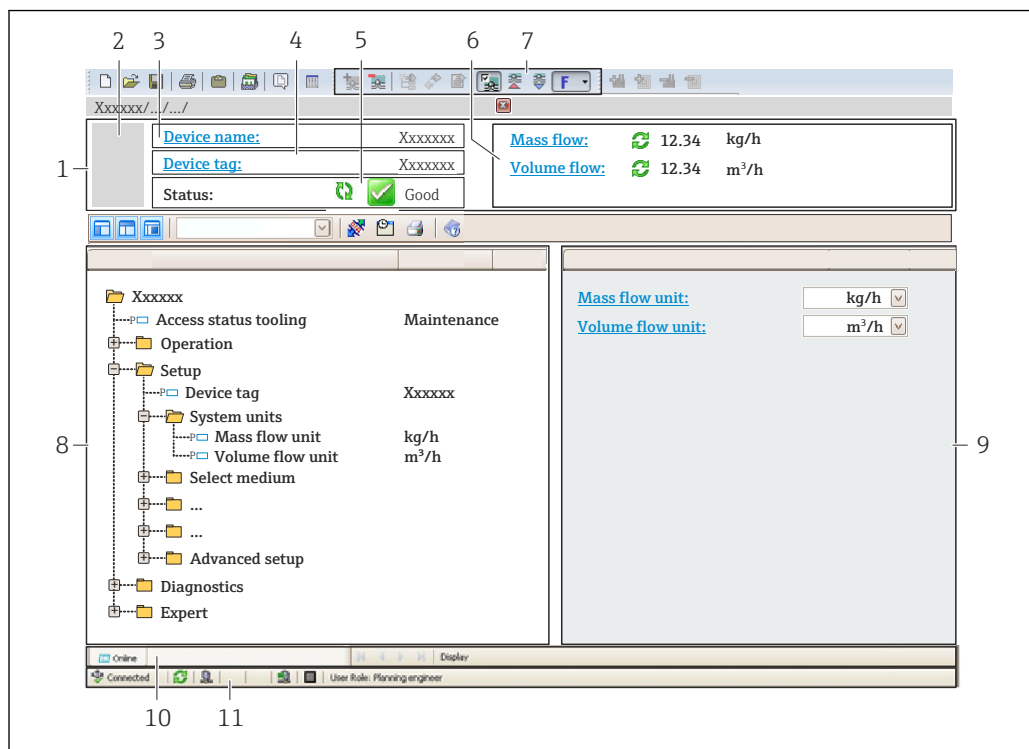 2 3 4 5 6 7
F
Xxxxxx/.../.../
1
Device name: Xxxxxxx
Device tag: Xxxxxxx
Status: Good
Mass flow: 12.34 kg/h
Volume flow: 12.34 m³/h
Xxxxxx
P Access status tooling Maintenance
Operation
Setup
P Device tag Xxxxxx
System units
P Mass flow unit kg/h
P Volume flow unit m³/h
Select medium
...
...
Advanced setup
Diagnostics
Expert
8
Mass flow unit: kg/h
Volume flow unit: m³/h
9
Online Display
Connected User Role: Planning engineer
10 11